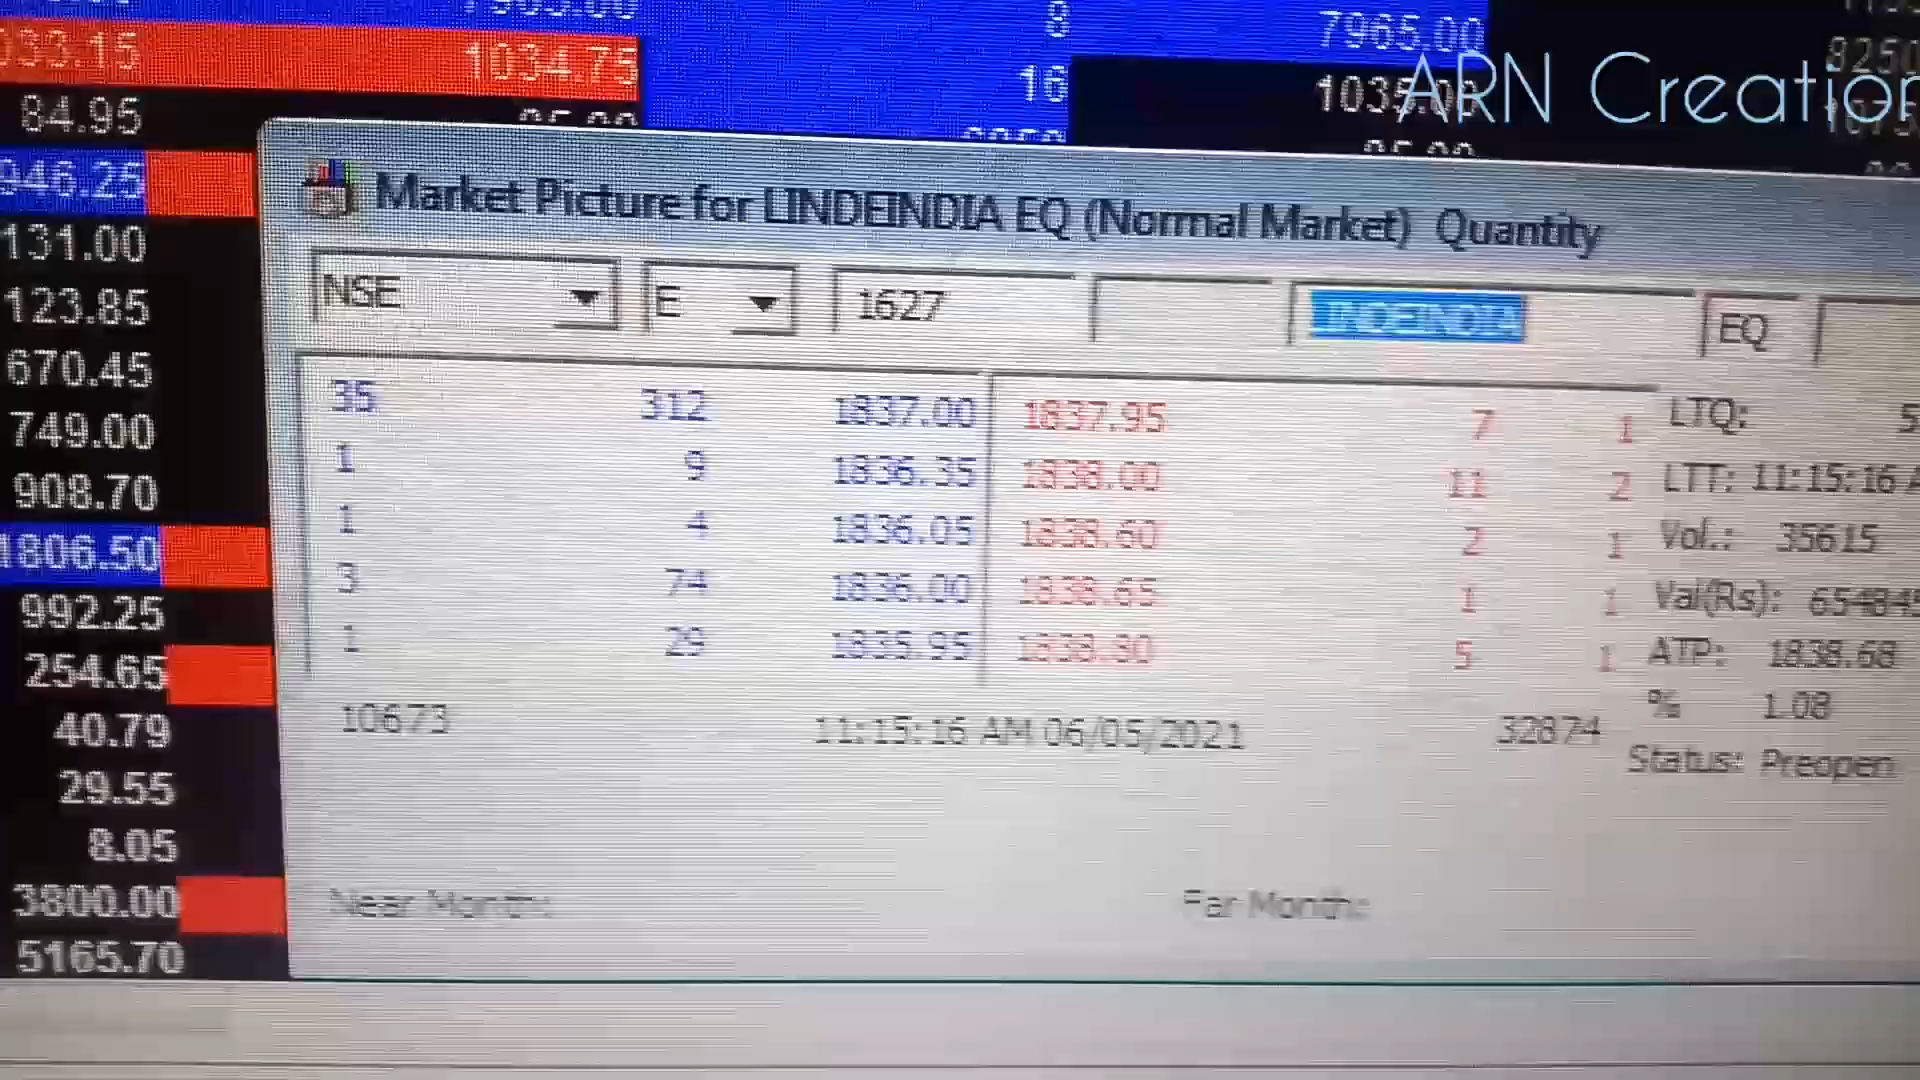 7965.00
8
033.15 1034.75 16 1035.00
ARN Creation
84.95
946.25
131.00
123.85
670.45
749.00
908.70
1806.50
992.25
254.65
40.79
29.55
8.05
3800.00
5165.70
Market Picture for LINDEINDIA EQ (Normal Market) Quantity
NSE E 1627 LINDEINDIA EQ
35 312 1837.00 1837.95 7 1 LTQ: 5
1 9 1836.35 1838.00 11 2 LTT: 11:15:16 A
1 4 1836.05 1838.60 2 1 Vol.: 35615
3 74 1836.00 1838.65 1 1 Val(Rs): 654845
1 29 1835.95 1838.80 5 1 ATP: 1838.68
% 1.08
10673 11:15:16 AM 06/05/2021 32874
Status: Preopen
Near Month: Far Month: